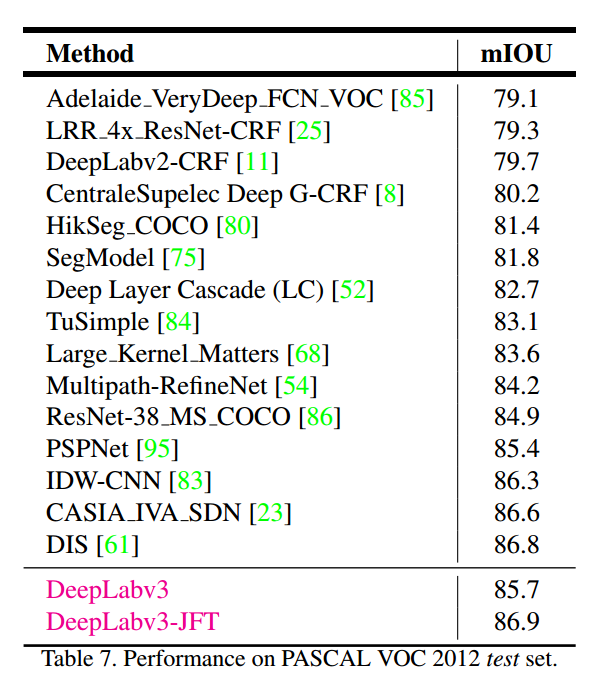 Method mIOU
Adelaide_VeryDeep_FCN_VOC [85] 79.1
LRR_4x_ResNet-CRF [25] 79.3
DeepLabv2-CRF [11] 79.7
CentraleSupelec Deep G-CRF [8] 80.2
HikSeg_COCO [80] 81.4
SegModel [75] 81.8
Deep Layer Cascade (LC) [52] 82.7
TuSimple [84] 83.1
Large_Kernel_Matters [68] 83.6
Multipath-RefineNet [54] 84.2
ResNet-38_MS_COCO [86] 84.9
PSPNet [95] 85.4
IDW-CNN [83] 86.3
CASIA_IVA_SDN [23] 86.6
DIS [61] 86.8
DeepLabv3 85.7
DeepLabv3-JFT 86.9
Table 7. Performance on PASCAL VOC 2012 test set.